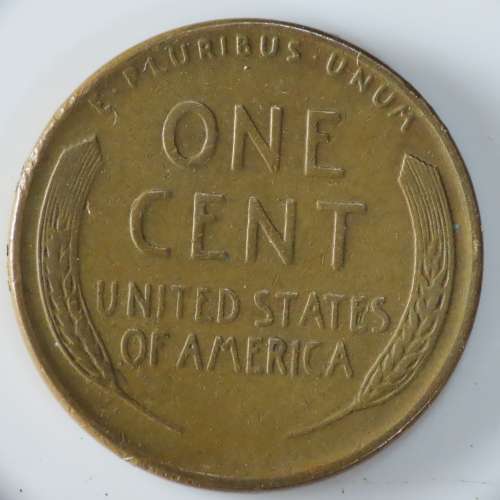 E·PLURIBUS·UNUM
ONE
CENT
UNITED STATES
OF AMERICA